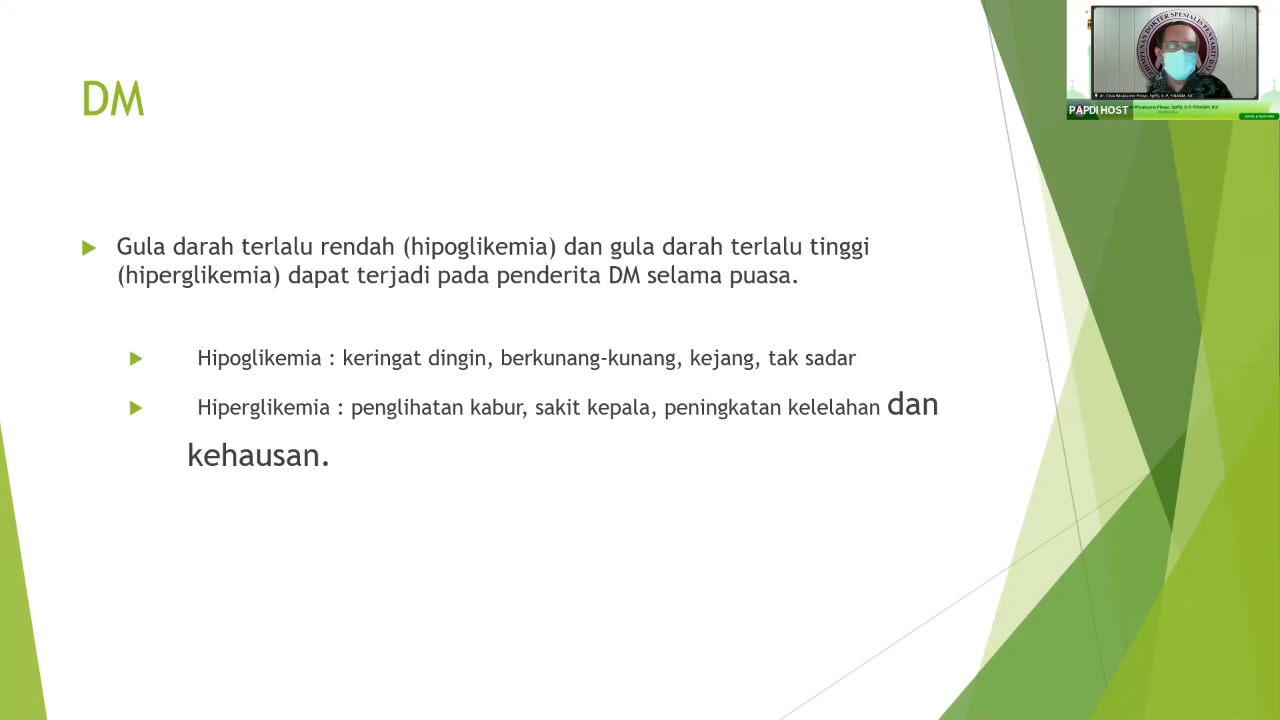 DM
Gula darah terlalu rendah (hipoglikemia) dan gula darah terlalu tinggi
(hiperglikemia) dapat terjadi pada penderita DM selama puasa.
Hipoglikemia : keringat dingin, berkunang-kunang, kejang, tak sadar
Hiperglikemia : penglihatan kabur, sakit kepala, peningkatan kelelahan dan
kehausan.
PAPDI HOST